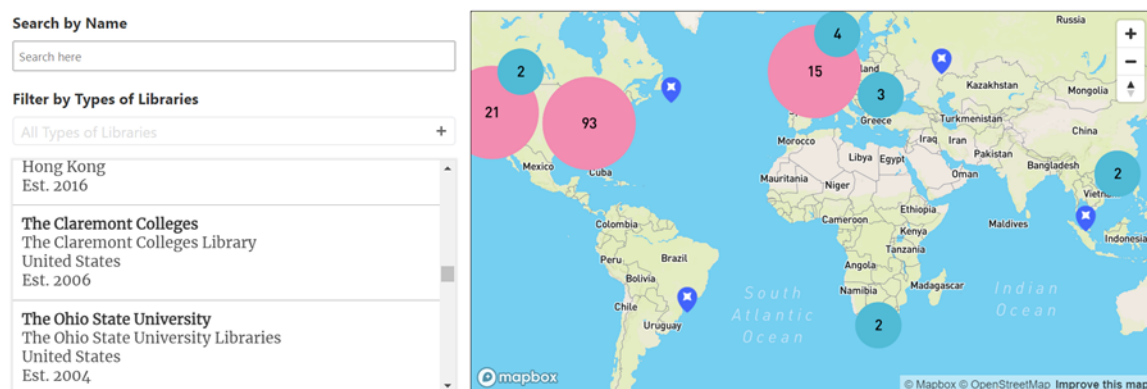 Search by Name
Search here
Filter by Types of Libraries
All Types of Libraries +
Hong Kong
Est. 2016
The Claremont Colleges
The Claremont Colleges Library
United States
Est. 2006
The Ohio State University
The Ohio State University Libraries
United States
Est. 2004
Russia
4
2
15
land
Kazakhstan
Mongolia
21
93
3
Greece
Turkmenistan
China
Morocco
Iraq
Iran
Mexico
Cuba
Libya
Egypt
Pakistan
Bangladesh
2
Mauritania
Niger
Oman
Vietn
Colombia
Cameroon
Ethiopia
Maldives
Kenya
Indonesia
Peru
Brazil
Tanzania
Angola
Bolivia
Namibia
Madagascar
Chile
South
Atlantic
Ocean
Indian
Ocean
Uruguay
2
mapbox
© Mapbox © OpenStreetMap Improve this map